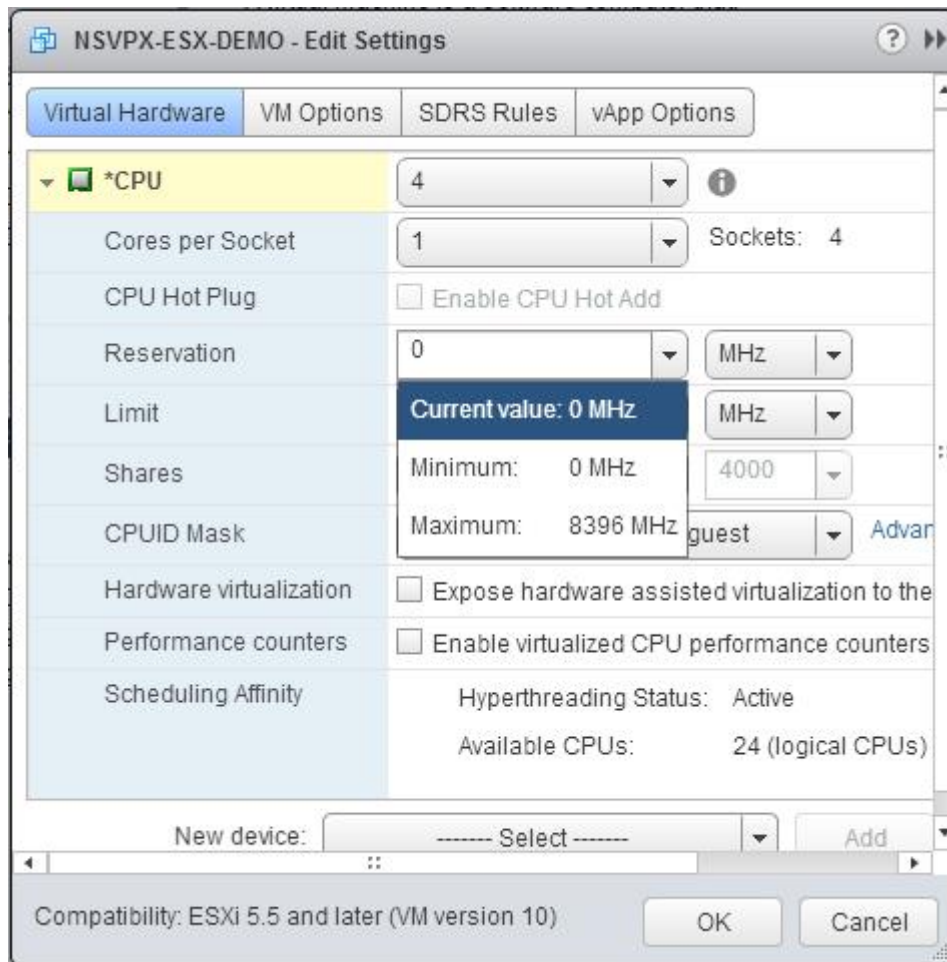 NSVPX-ESX-DEMO - Edit Settings ?
Virtual Hardware VM Options SDRS Rules vApp Options
*CPU 4
Cores per Socket 1 Sockets: 4
CPU Hot Plug Enable CPU Hot Add
Reservation 0 MHz
Current value: 0 MHz
Limit MHz
Minimum: 0 MHz
Shares 4000
Maximum: 8396 MHz
CPUID Mask guest Advan
Hardware virtualization Expose hardware assisted virtualization to the
Performance counters Enable virtualized CPU performance counters
Scheduling Affinity Hyperthreading Status: Active
Available CPUs: 24 (logical CPUs)
New device: ------- Select ------- Add
Compatibility: ESXi 5.5 and later (VM version 10) OK Cancel